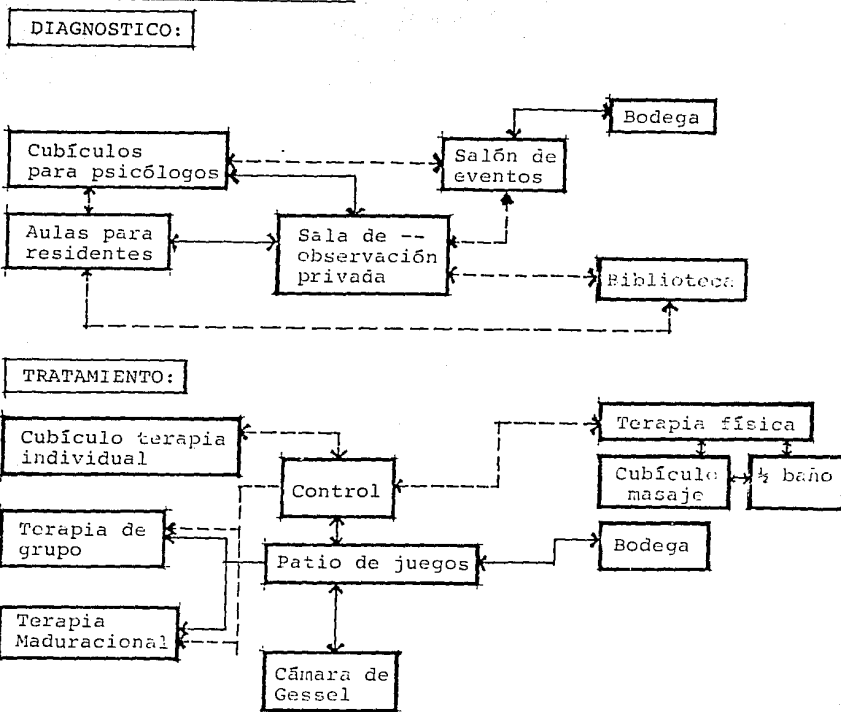 DIAGNOSTICO:
Bodega
Cubículos
para psicólogos
Salón de
eventos
Aulas para
residentes
Sala de --
observación
privada
Biblioteca
TRATAMIENTO:
Cubículo terapia
individual
Terapia física
Control
Cubículo
masaje
½ baño
Terapia de
grupo
Patio de juegos
Bodega
Terapia
Maduracional
Cámara de
Gessel